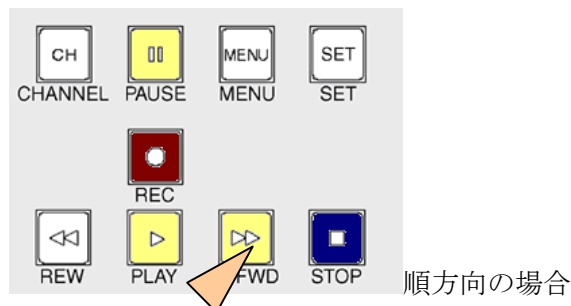 CH MENU SET
CHANNEL PAUSE MENU SET
REC
REW PLAY FWD STOP
順方向の場合